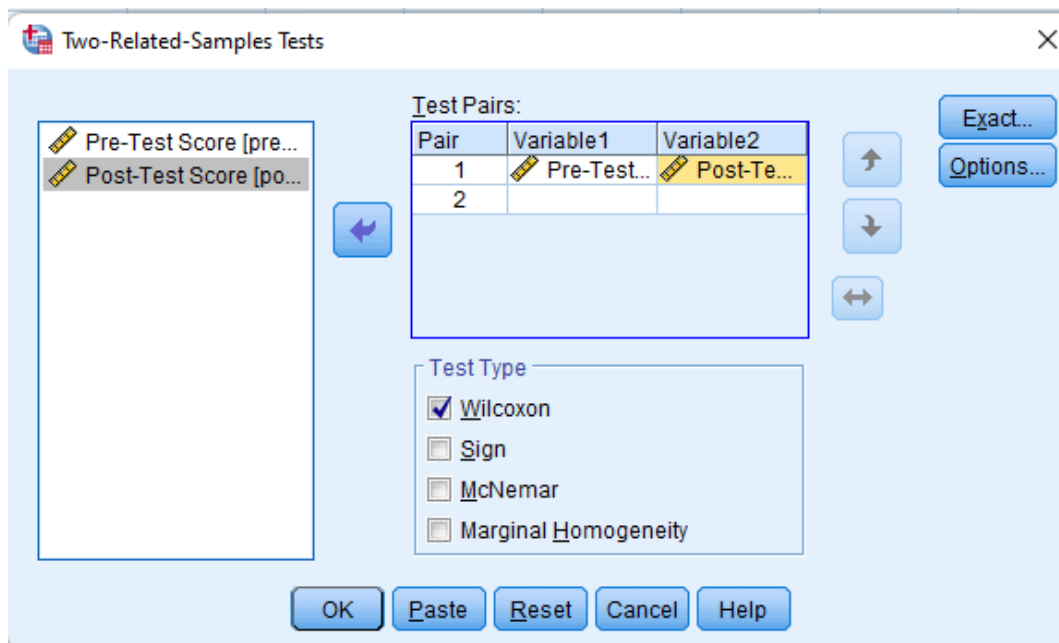 Two-Related-Samples Tests
Pre-Test Score [pre...
Post-Test Score [po...
Test Pairs:
Pair Variable1 Variable2
1 Pre-Test... Post-Te...
2
Exact...
Options...
Test Type
Wilcoxon
Sign
McNemar
Marginal Homogeneity
OK Paste Reset Cancel Help